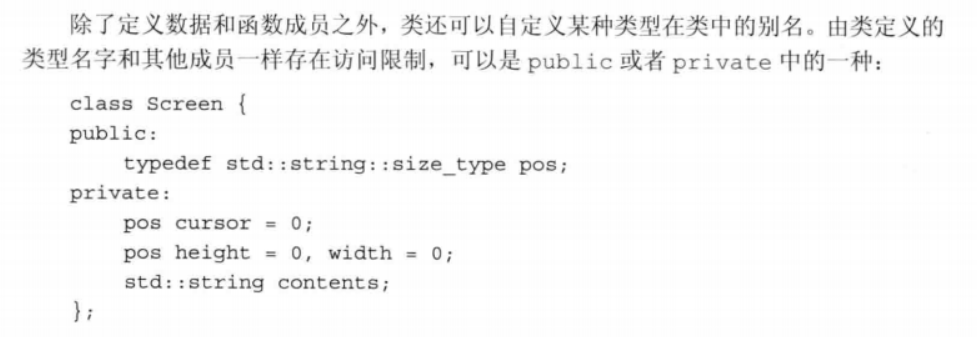 除了定义数据和函数成员之外，类还可以自定义某种类型在类中的别名。由类定义的
类型名字和其他成员一样存在访问限制，可以是 public 或者 private 中的一种：
class Screen {
public:
    typedef std::string::size_type pos;
private:
    pos cursor = 0;
    pos height = 0, width = 0;
    std::string contents;
};